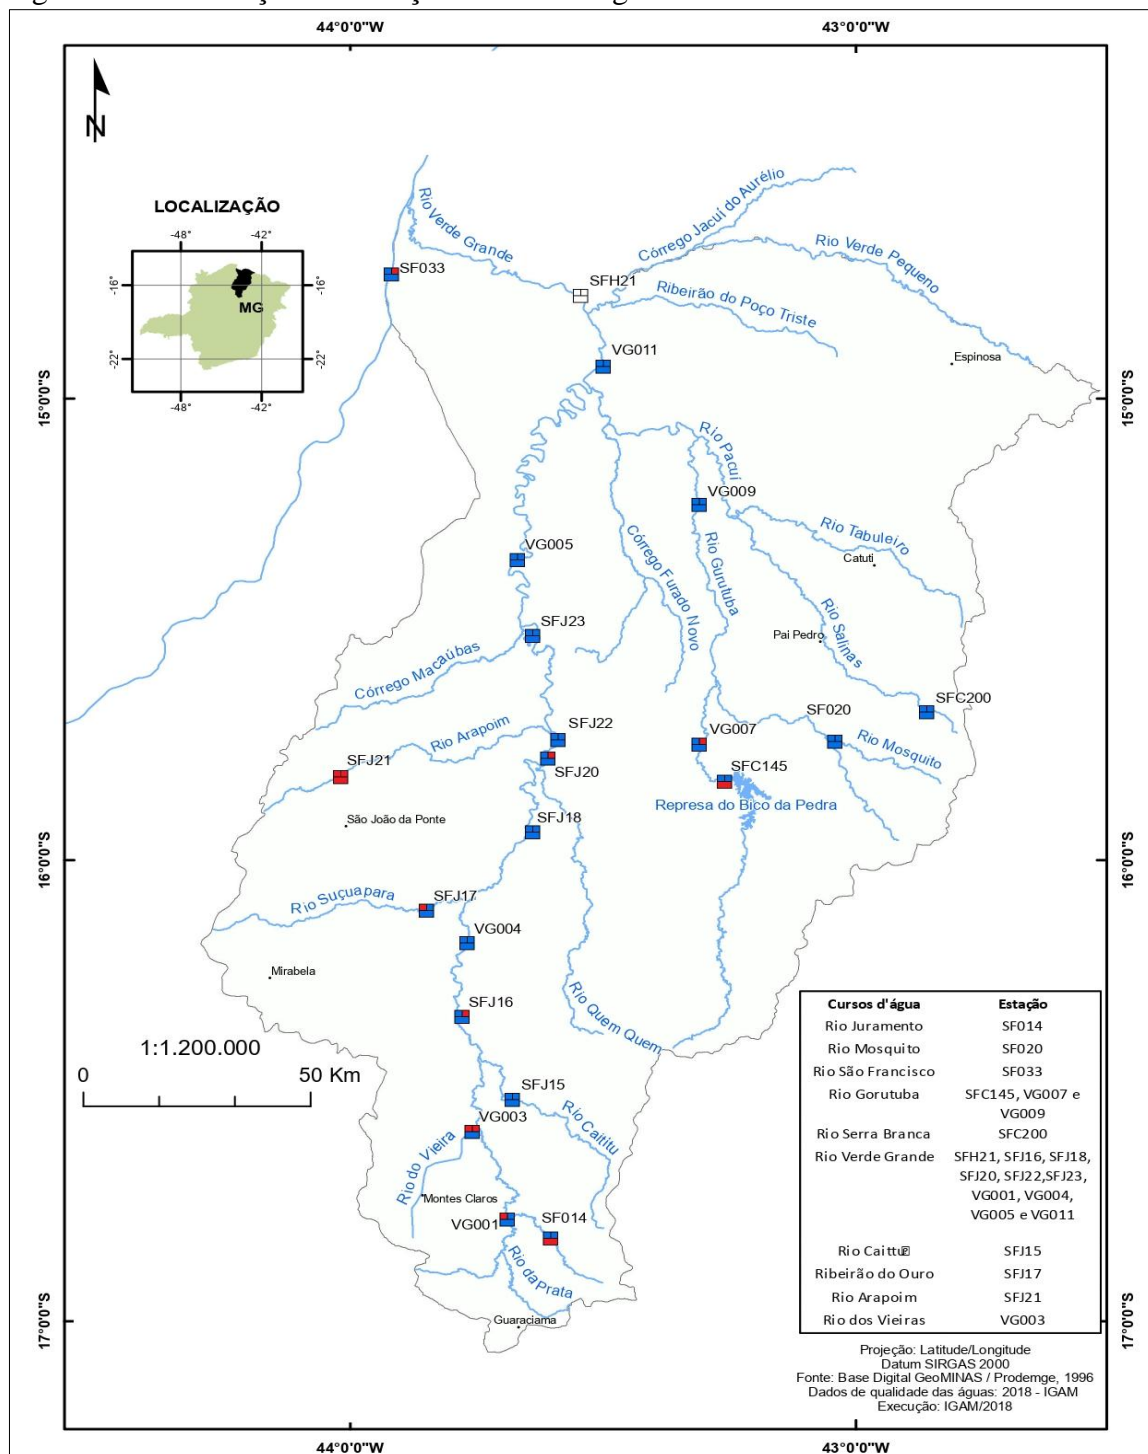 44°0'0"W
43°0'0"W
N
LOCALIZAÇÃO
-48°
-42°
-16°
-16°
MG
-22°
-22°
-48°
-42°
Rio Verde Grande
Córrego Jacuí do Aurélio
Rio Verde Pequeno
SF033
SFH21
Ribeirão do Poço Triste
VG011
Espinosa
15°0'0"S
15°0'0"S
Rio Pacuí
VG009
Rio Tabuleiro
Córrego Furado Novo
Rio Gurutuba
VG005
Catuti
SFJ23
Rio Salinas
Pai Pedro
Córrego Macaúbas
SFC200
SF020
Rio Arapoim
SFJ22
VG007
Rio Mosquito
SFJ21
SFJ20
SFC145
Represa do Bico da Pedra
São João da Ponte
SFJ18
16°0'0"S
16°0'0"S
Rio Suçuapara
SFJ17
VG004
Mirabela
Rio Quem Quem
SFJ16
1:1.200.000
0
50 Km
SFJ15
Rio Caititu
VG003
Rio do Vieira
Montes Claros
VG001
SF014
Rio da Prata
Guaraciama
17°0'0"S
17°0'0"S
Cursos d'água Estação
Rio Juramento SF014
Rio Mosquito SF020
Rio São Francisco SF033
Rio Gorutuba SFC145, VG007 e
VG009
Rio Serra Branca SFC200
Rio Verde Grande SFH21, SFJ16, SFJ18,
SFJ20, SFJ22,SFJ23,
VG001, VG004,
VG005 e VG011
Rio SFJ15
Ribeirão do Ouro SFJ17
Rio Arapoim SFJ21
Rio dos Vieiras VG003
Projeção: Latitude/Longitude
Datum SIRGAS 2000
Fonte: Base Digital GeoMINAS / Prodemge, 1996
Dados de qualidade das águas: 2018 - IGAM
Execução: IGAM/2018
44°0'0"W
43°0'0"W